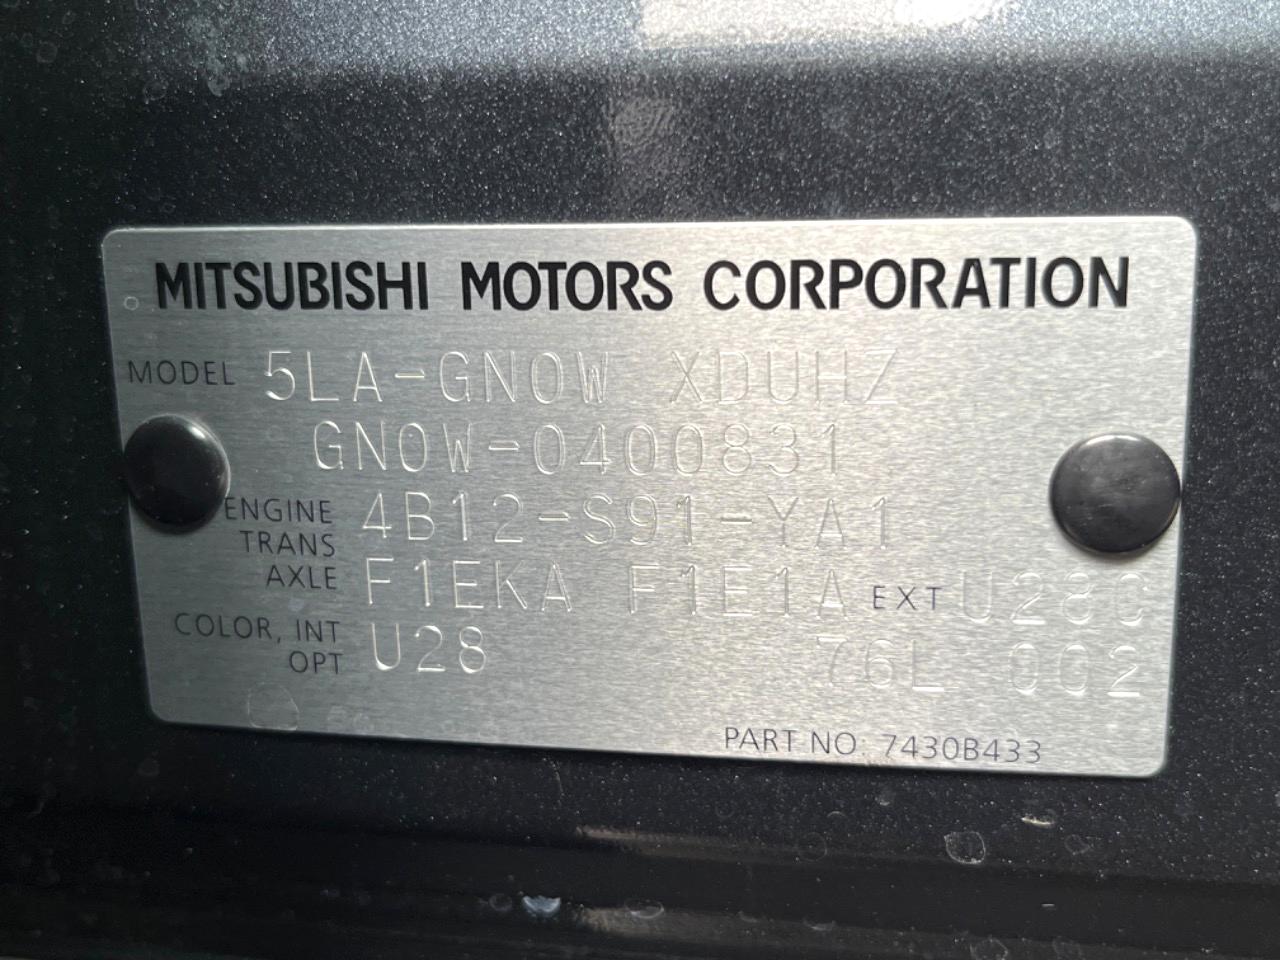 MITSUBISHI MOTORS CORPORATION
MODEL 5LA-GN0W XDUHZ
GN0W-0400831
ENGINE 4B12-S91-YA1
TRANS AXLE F1EKA F1E1A EXT U28C
COLOR, INT OPT U28 76L 002
PART NO. 7430B433